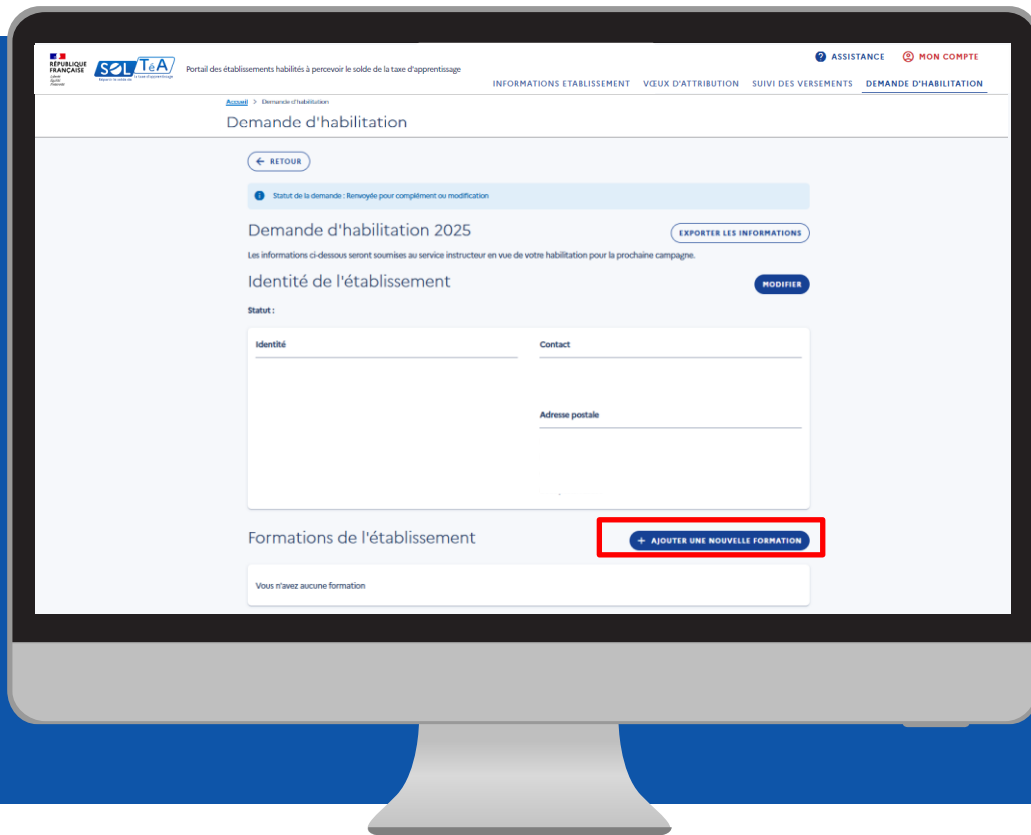 RÉPUBLIQUE
FRANÇAISE
Liberté
Égalité
Fraternité
SOLTéA
Portail des établissements habilités à percevoir le solde de la taxe d'apprentissage
ASSISTANCE
MON COMPTE
INFORMATIONS ETABLISSEMENT
VŒUX D'ATTRIBUTION
SUIVI DES VERSEMENTS
DEMANDE D'HABILITATION
Accueil > Demande d'habilitation
Demande d'habilitation
← RETOUR
Statut de la demande : Renvoyée pour complément ou modification
Demande d'habilitation 2025
EXPORTER LES INFORMATIONS
Les informations ci-dessous seront soumises au service instructeur en vue de votre habilitation pour la prochaine campagne.
Identité de l'établissement
MODIFIER
Statut :
Identité
Contact
Adresse postale
Formations de l'établissement
+ AJOUTER UNE NOUVELLE FORMATION
Vous n'avez aucune formation